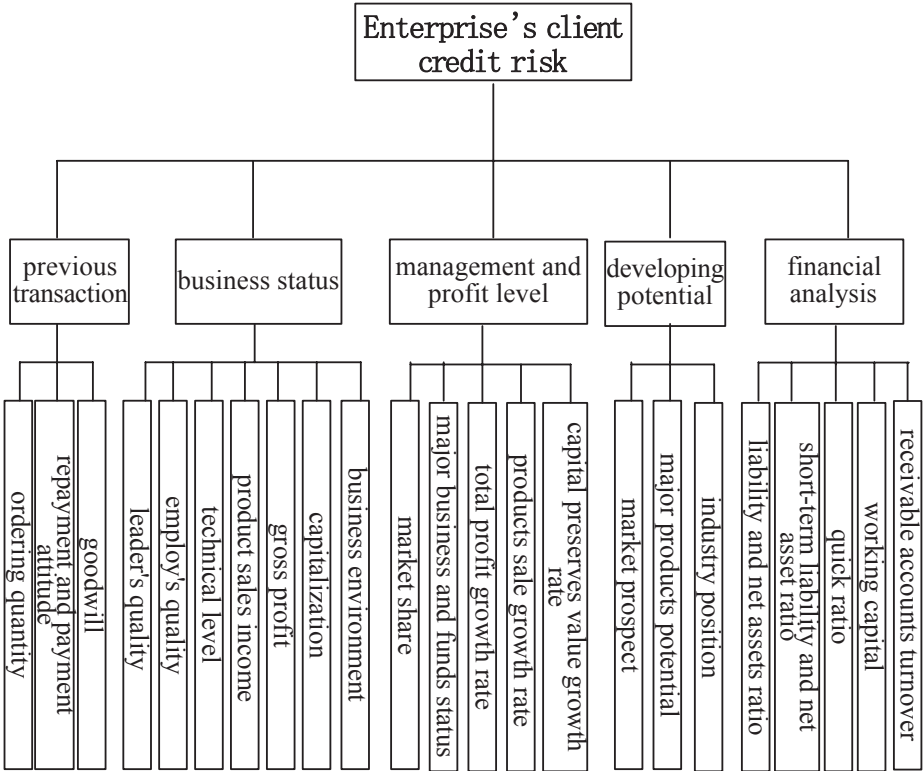 Enterprise's client
credit risk
previous
transaction
business status
management and
profit level
developing
potential
financial
analysis
ordering quantity
repayment and payment
attitude
goodwill
leader's quality
employ's quality
technical level
product sales income
gross profit
capitalization
business environment
market share
major business and funds status
total profit growth rate
products sale growth rate
capital preserves value growth
rate
market prospect
major products potential
industry position
liability and net assets ratio
short-term liability and net
asset ratio
quick ratio
working capital
receivable accounts turnover